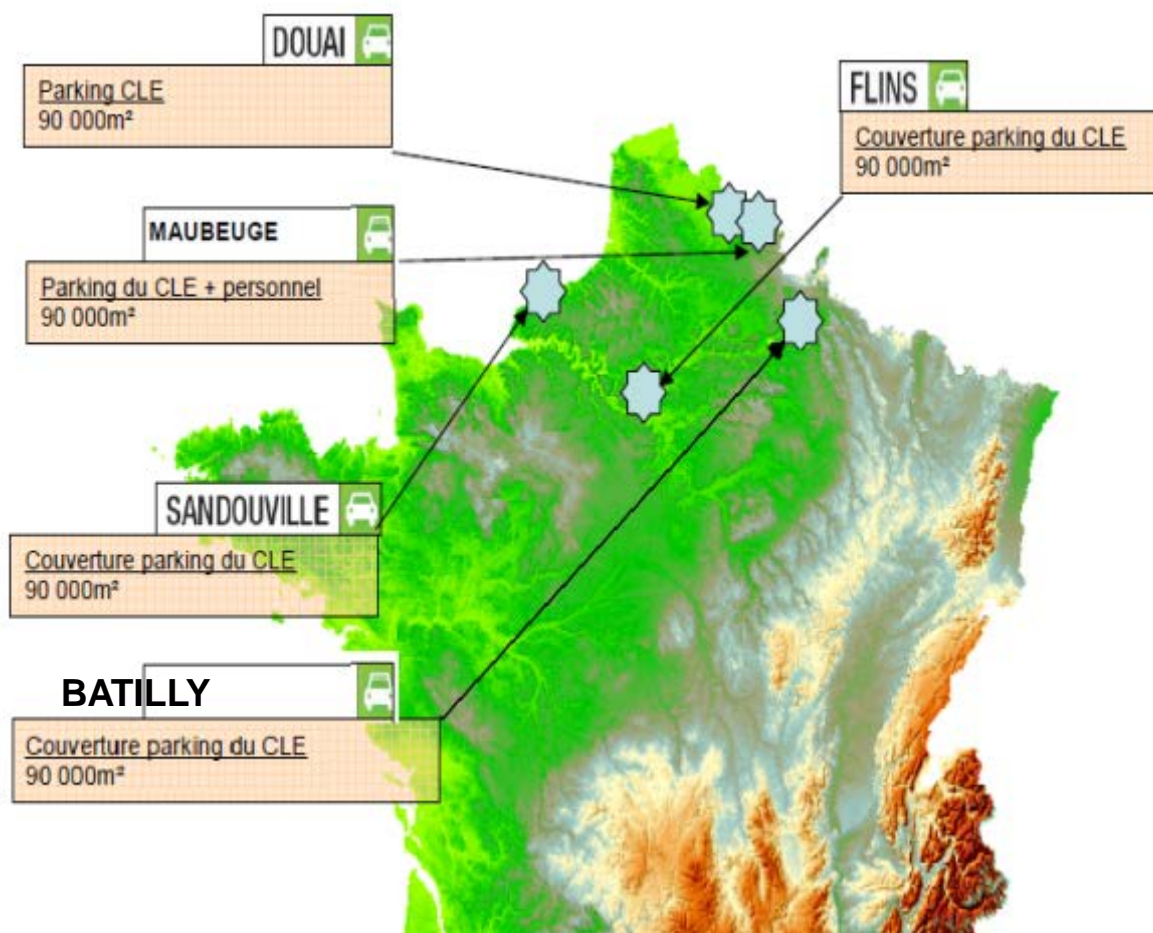 DOUAI
Parking CLE
90 000m²
FLINS
Couverture parking du CLE
90 000m²
MAUBEUGE
Parking du CLE + personnel
90 000m²
SANDOUVILLE
Couverture parking du CLE
90 000m²
BATILLY
Couverture parking du CLE
90 000m²